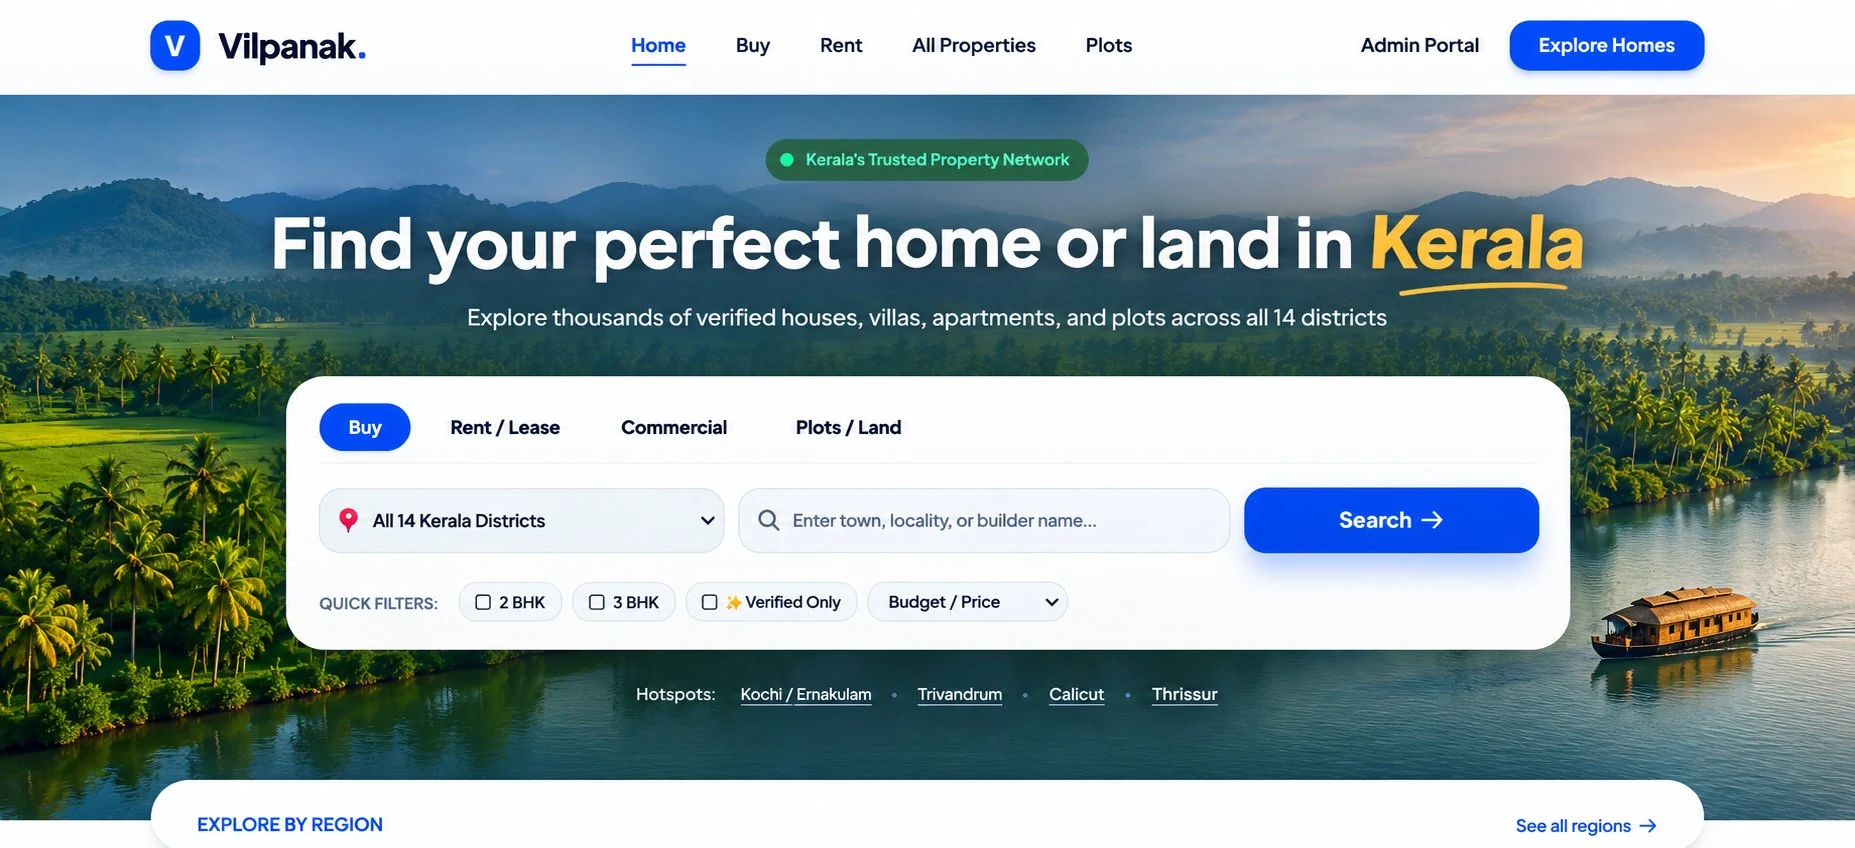 V Vilpanak.
Home Buy Rent All Properties Plots
Admin Portal Explore Homes
Kerala's Trusted Property Network
Find your perfect home or land in Kerala
Explore thousands of verified houses, villas, apartments, and plots across all 14 districts
Buy Rent / Lease Commercial Plots / Land
All 14 Kerala Districts Enter town, locality, or builder name... Search →
QUICK FILTERS: 2 BHK 3 BHK ✨ Verified Only Budget / Price
Hotspots: Kochi / Ernakulam • Trivandrum • Calicut • Thrissur
EXPLORE BY REGION See all regions →